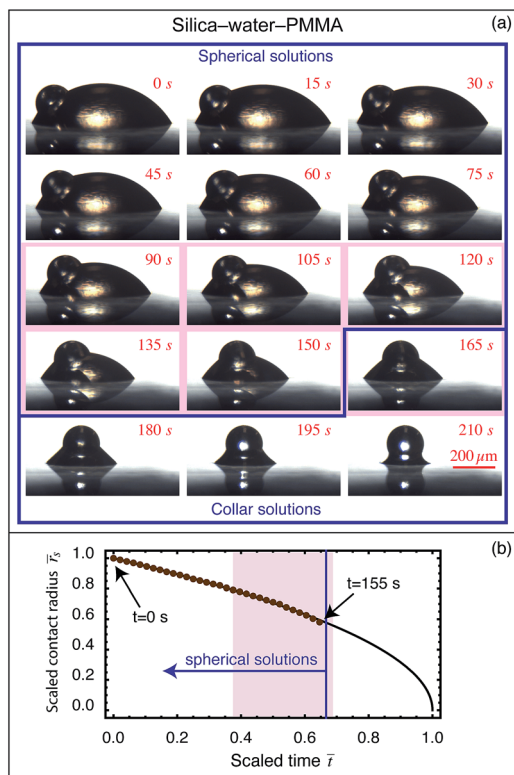 Silica–water–PMMA
(a)
Spherical solutions
0 s 15 s 30 s
45 s 60 s 75 s
90 s 105 s 120 s
135 s 150 s 165 s
180 s 195 s 210 s
200 μm
Collar solutions
(b)
Scaled contact radius r̅s
1.0
0.8
0.6
0.4
0.2
0.0
t=0 s
t=155 s
spherical solutions
0.0 0.2 0.4 0.6 0.8 1.0
Scaled time t̅